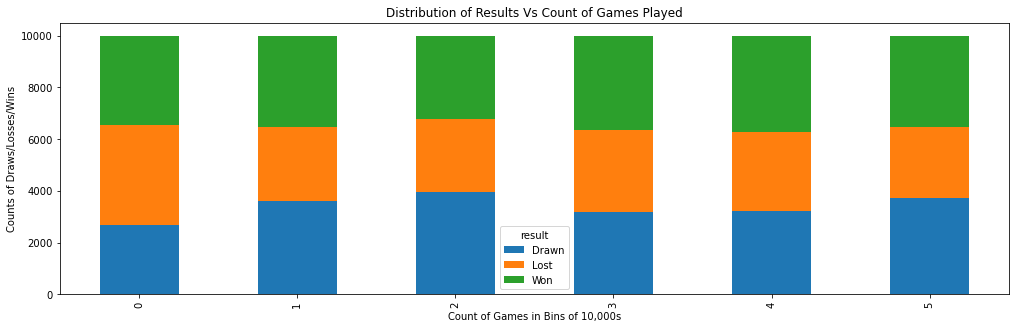 Distribution of Results Vs Count of Games Played
Counts of Draws/Losses/Wins
10000
8000
6000
4000
2000
0
result
Drawn
Lost
Won
0
1
2
3
4
5
Count of Games in Bins of 10,000s